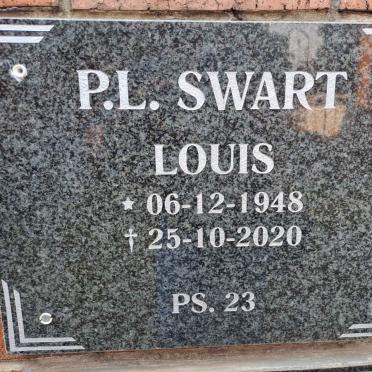 P.L. SWART
LOUIS
★ 06-12-1948
† 25-10-2020
PS. 23